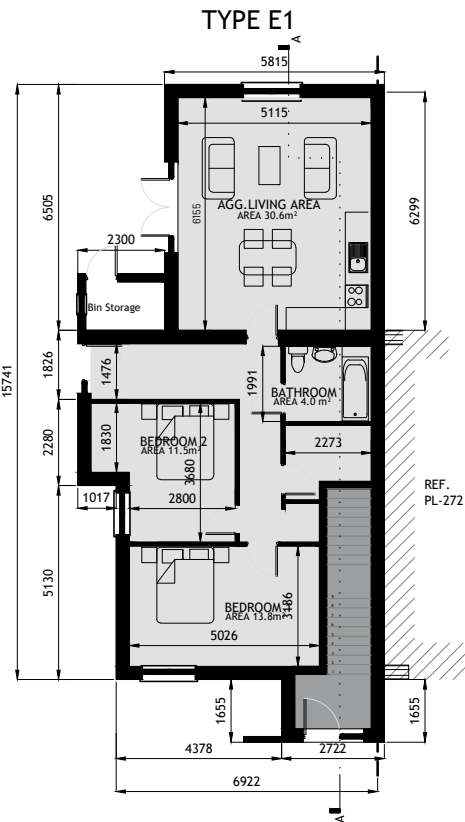 TYPE E1
A
5815
5115
6505
6155
6299
AGG.LIVING AREA
AREA 30.6m²
2300
Bin Storage
15741
1826
1476
1991
BATHROOM
AREA 4.0 m²
2280
1830
BEDROOM 2
AREA 11.5m²
3680
2273
1017
2800
REF.
PL-272
5130
BEDROOM
AREA 13.8m²
3186
5026
1655
1655
4378
2722
6922
A